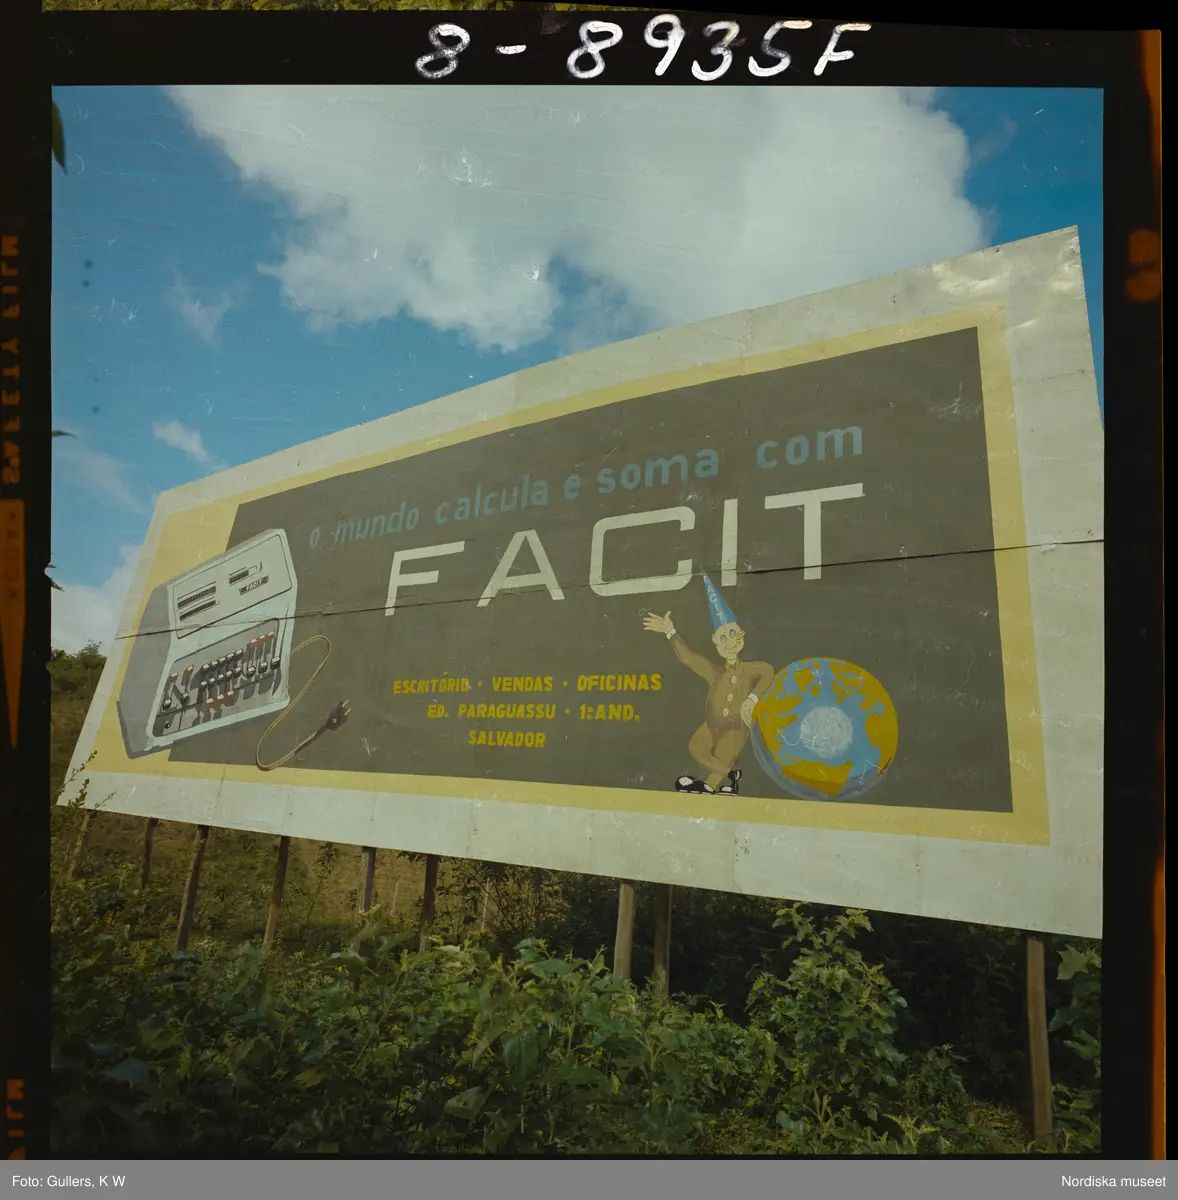 8-8935F
o mundo calcula e soma com
FACIT
FACIT
ESCRITÓRIO · VENDAS · OFICINAS
ED. PARAGUASSU · 1:AND.
SALVADOR
Foto: Gullers, K W
Nordiska museet